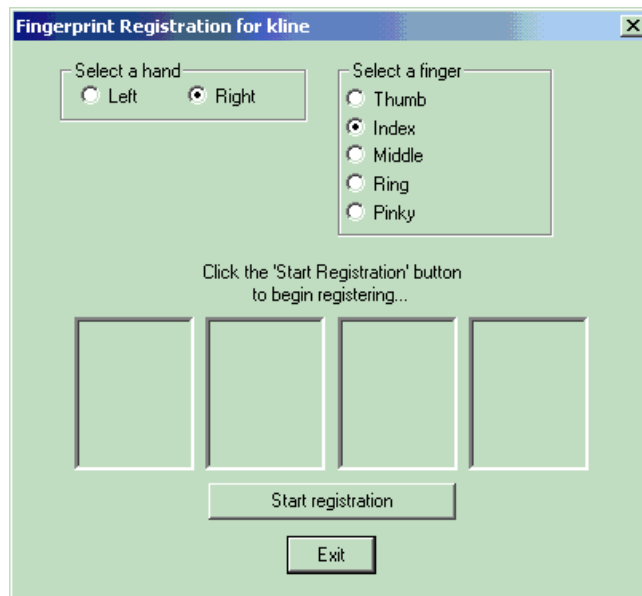 Fingerprint Registration for kline
Select a hand
Left Right
Select a finger
Thumb
Index
Middle
Ring
Pinky
Click the 'Start Registration' button
to begin registering...
Start registration
Exit